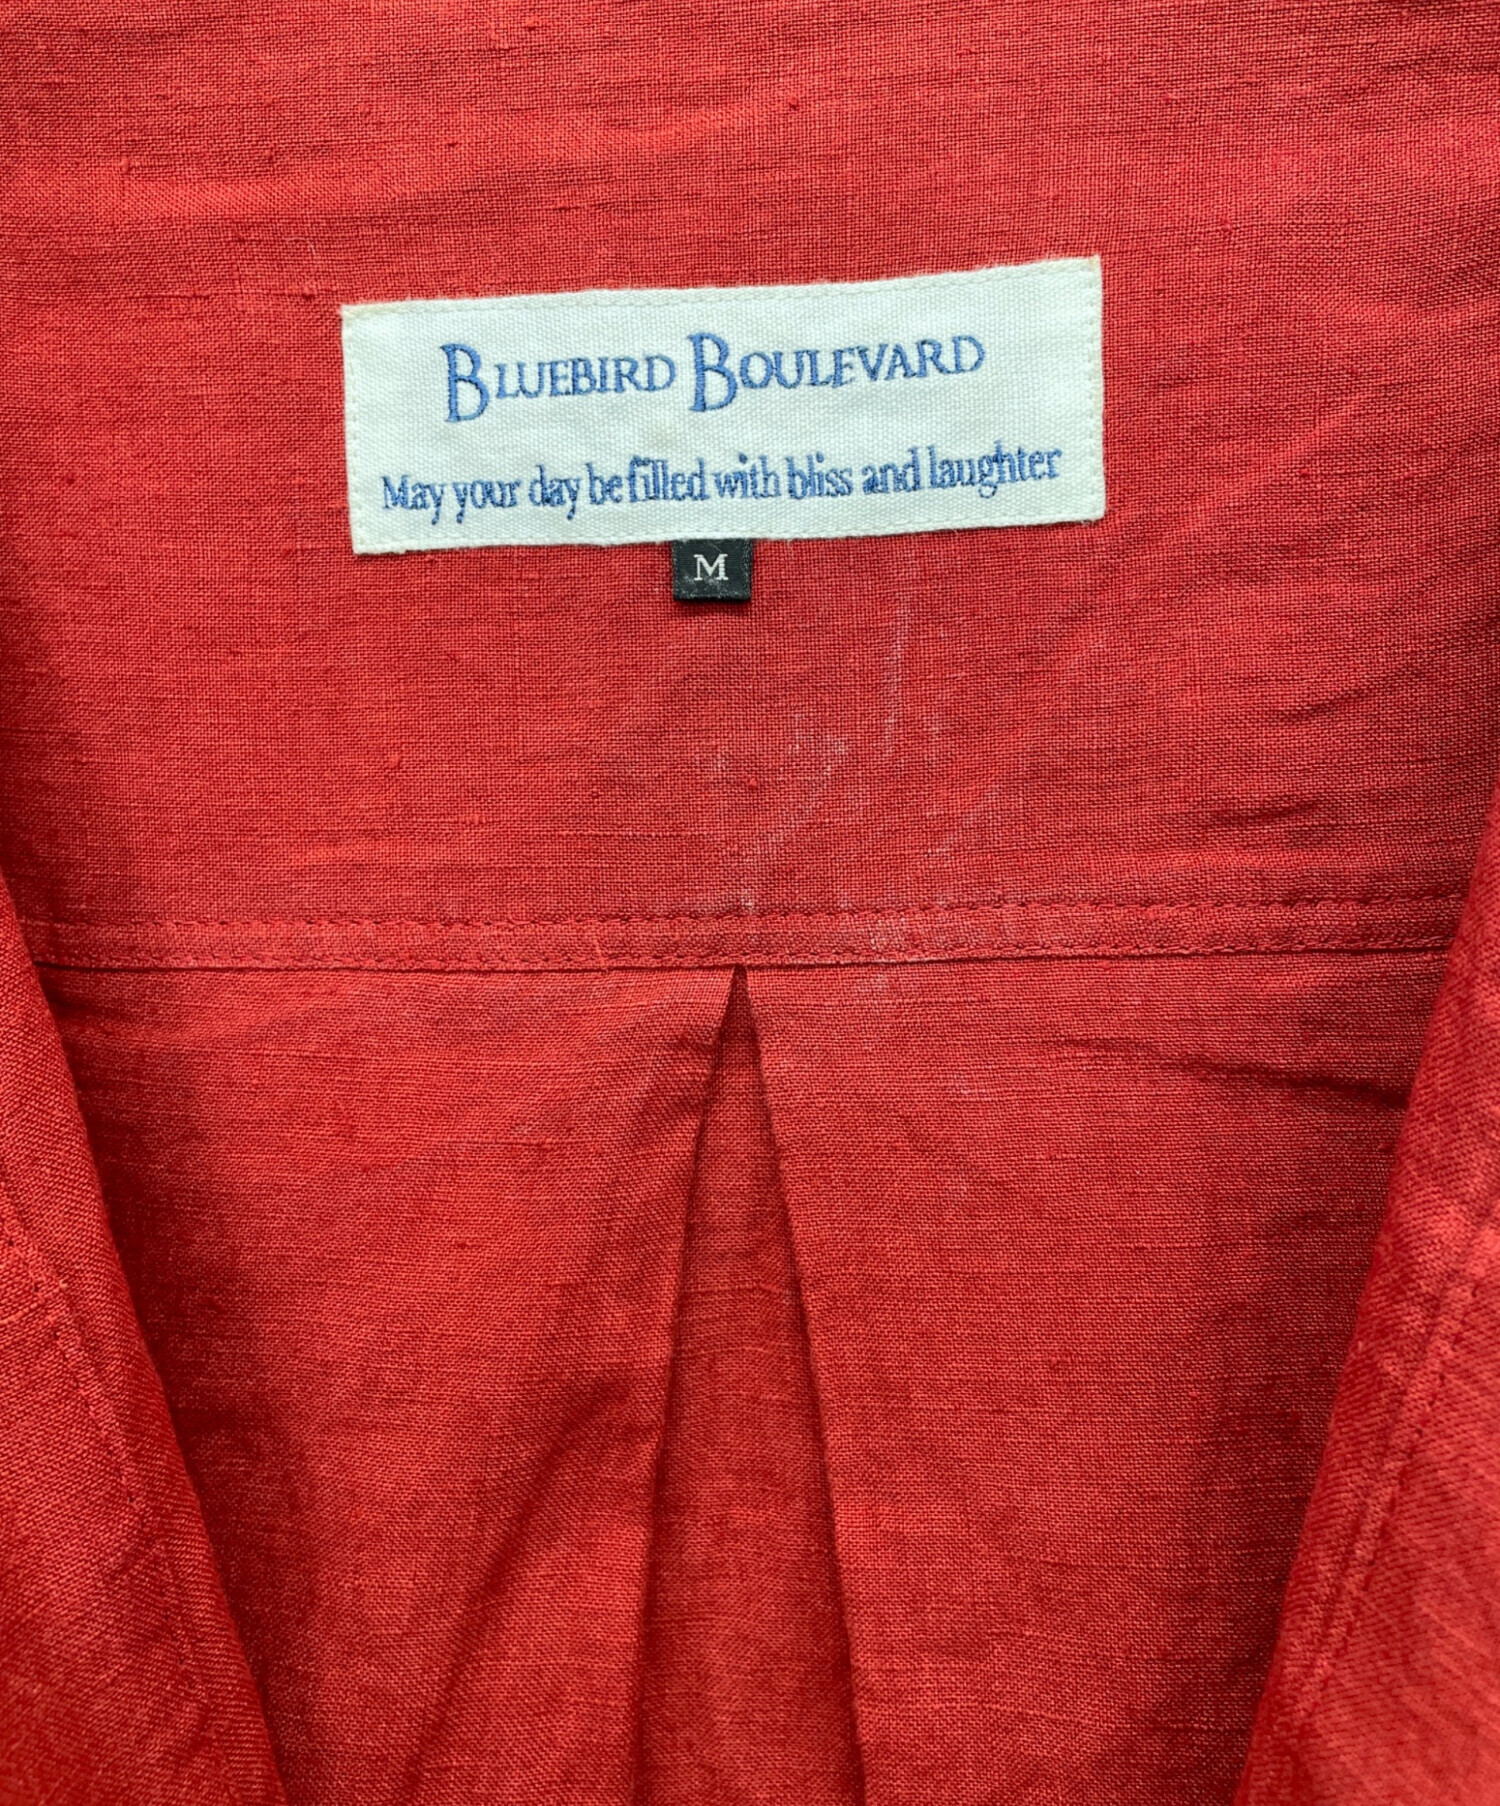 BLUEBIRD BOULEVARD
May your day be filled with bliss and laughter
M